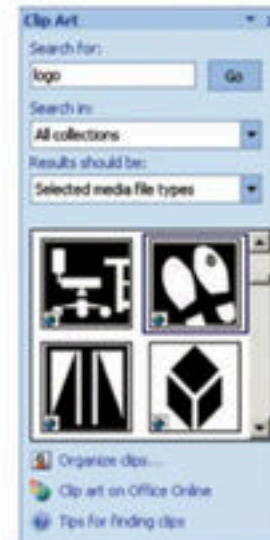 Clip Art
Search for:
logo
Go
Search in:
All collections
Results should be:
Selected media file types
Organize clips...
Clip art on Office Online
Tips for finding clips